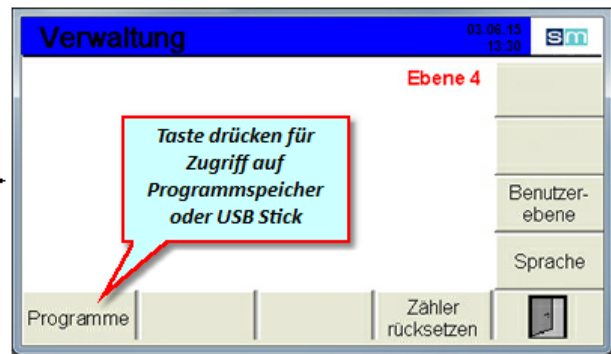 Verwaltung
03.06.15
13:30
sm
Ebene 4
Taste drücken für
Zugriff auf
Programmspeicher
oder USB Stick
Benutzer-
ebene
Sprache
Programme
Zähler
rücksetzen